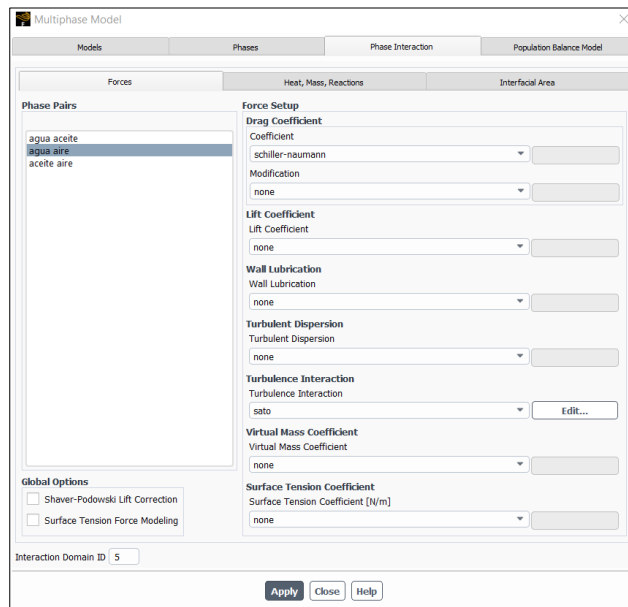 Multiphase Model
Models Phases Phase Interaction Population Balance Model
Forces Heat, Mass, Reactions Interfacial Area
Phase Pairs
agua aceite
agua aire
aceite aire
Global Options
Shaver-Podowski Lift Correction
Surface Tension Force Modeling
Force Setup
Drag Coefficient
Coefficient
schiller-naumann
Modification
none
Lift Coefficient
Lift Coefficient
none
Wall Lubrication
Wall Lubrication
none
Turbulent Dispersion
Turbulent Dispersion
none
Turbulence Interaction
Turbulence Interaction
sato Edit...
Virtual Mass Coefficient
Virtual Mass Coefficient
none
Surface Tension Coefficient
Surface Tension Coefficient [N/m]
none
Interaction Domain ID 5
Apply Close Help